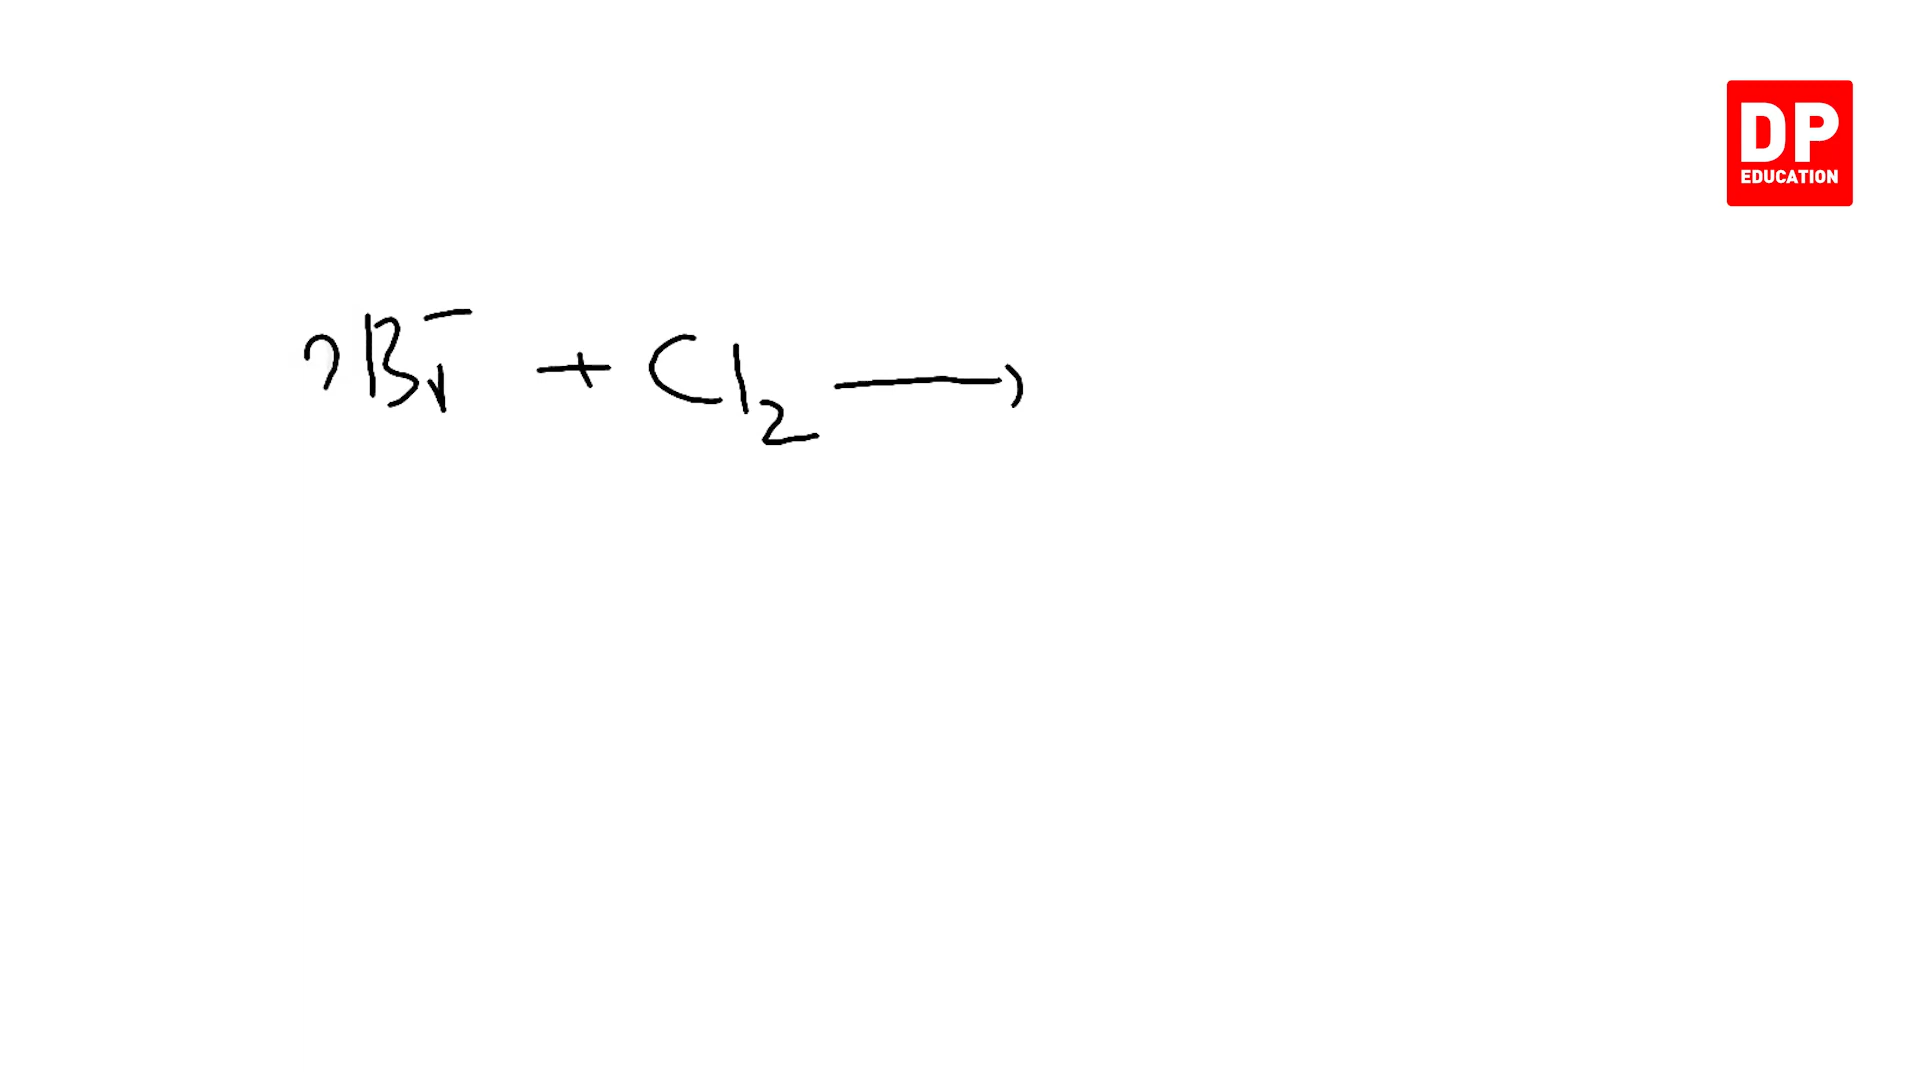 DP
EDUCATION
2Br⁻ + Cl₂ ⟶